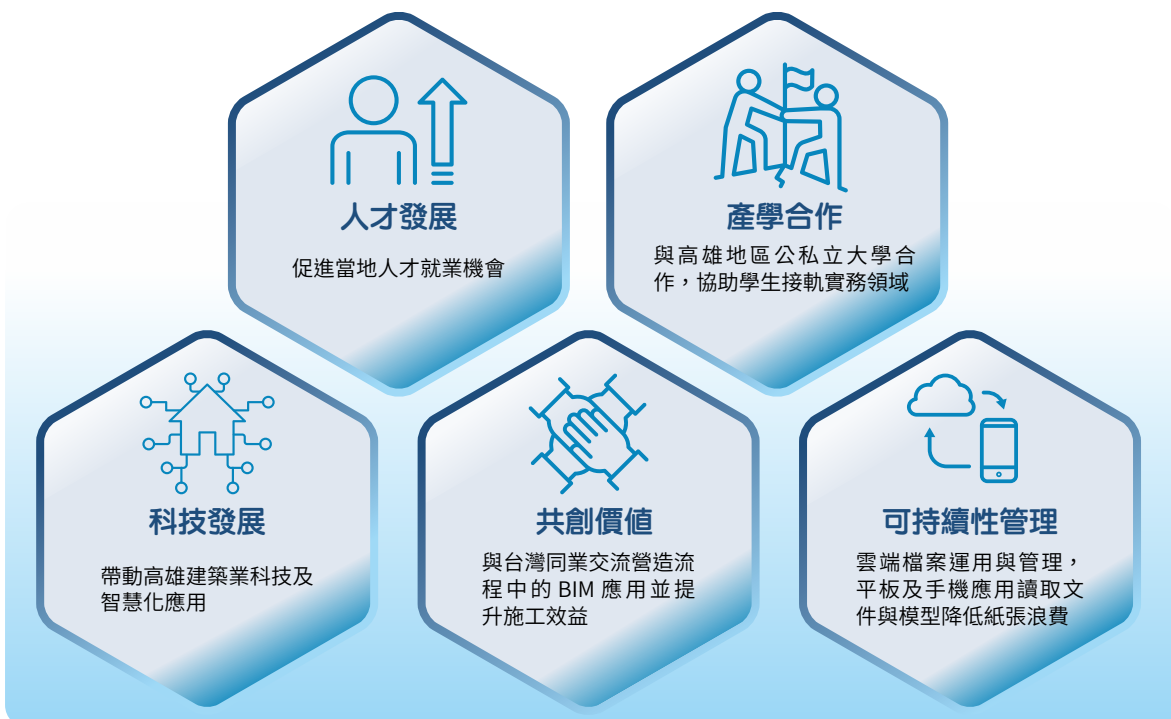 人才發展
促進當地人才就業機會
產學合作
與高雄地區公私立大學合
作，協助學生接軌實務領域
科技發展
帶動高雄建築業科技及
智慧化應用
共創價值
與台灣同業交流營造流
程中的 BIM 應用並提
升施工效益
可持續性管理
雲端檔案運用與管理，
平板及手機應用讀取文
件與模型降低紙張浪費